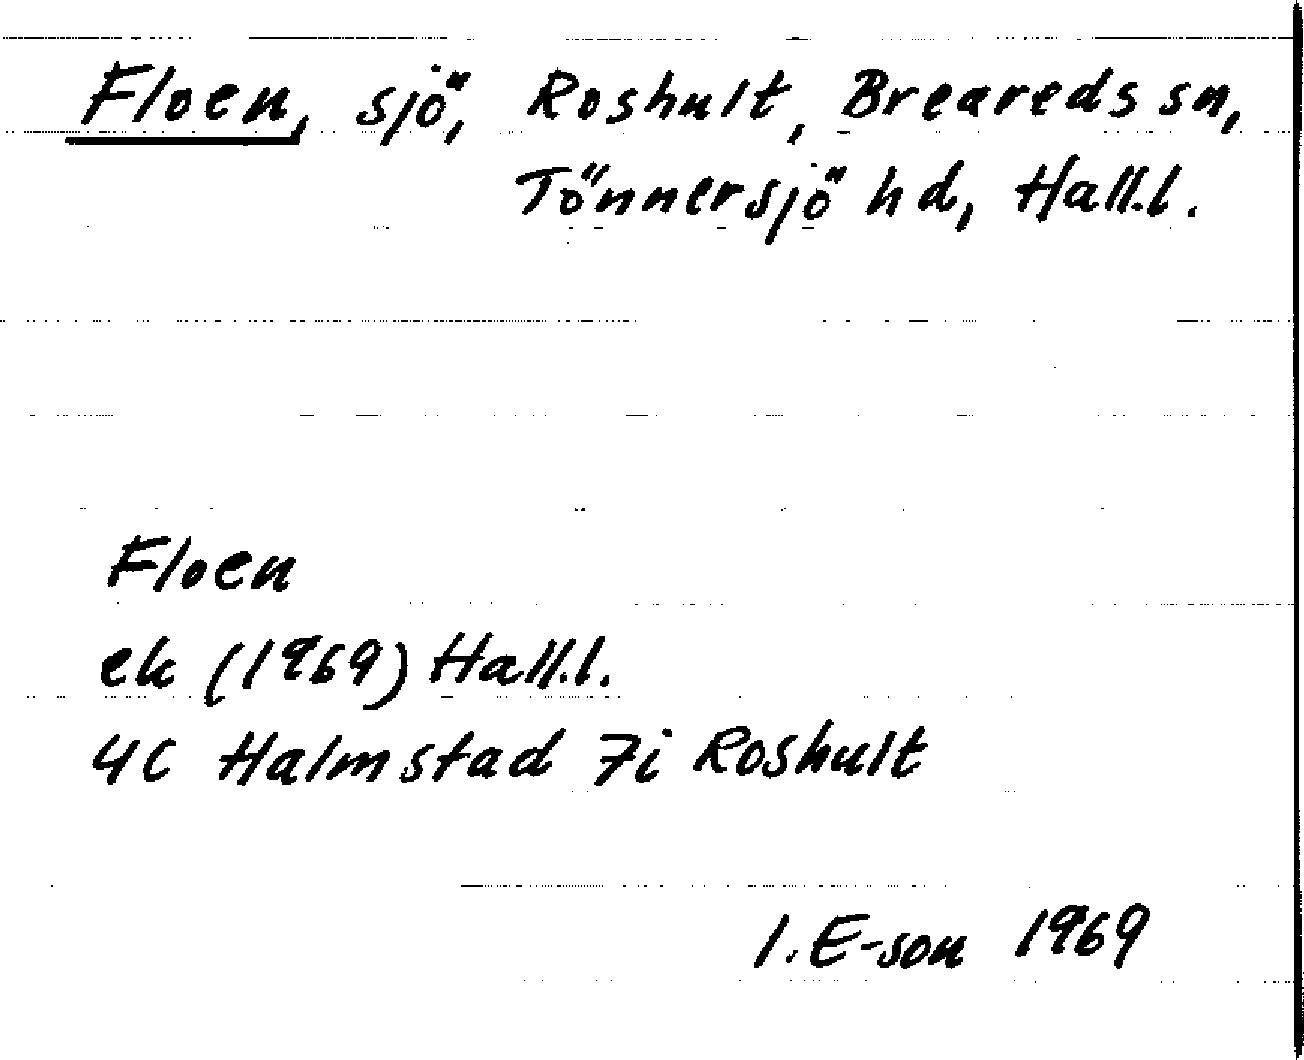 Floen, sjö, Roshult, Breareds sn,
Tönnersjö hd, Hall.l.
Floen
ek (1969) Hall.l.
4C Halmstad 7i Roshult
I. E-son 1969